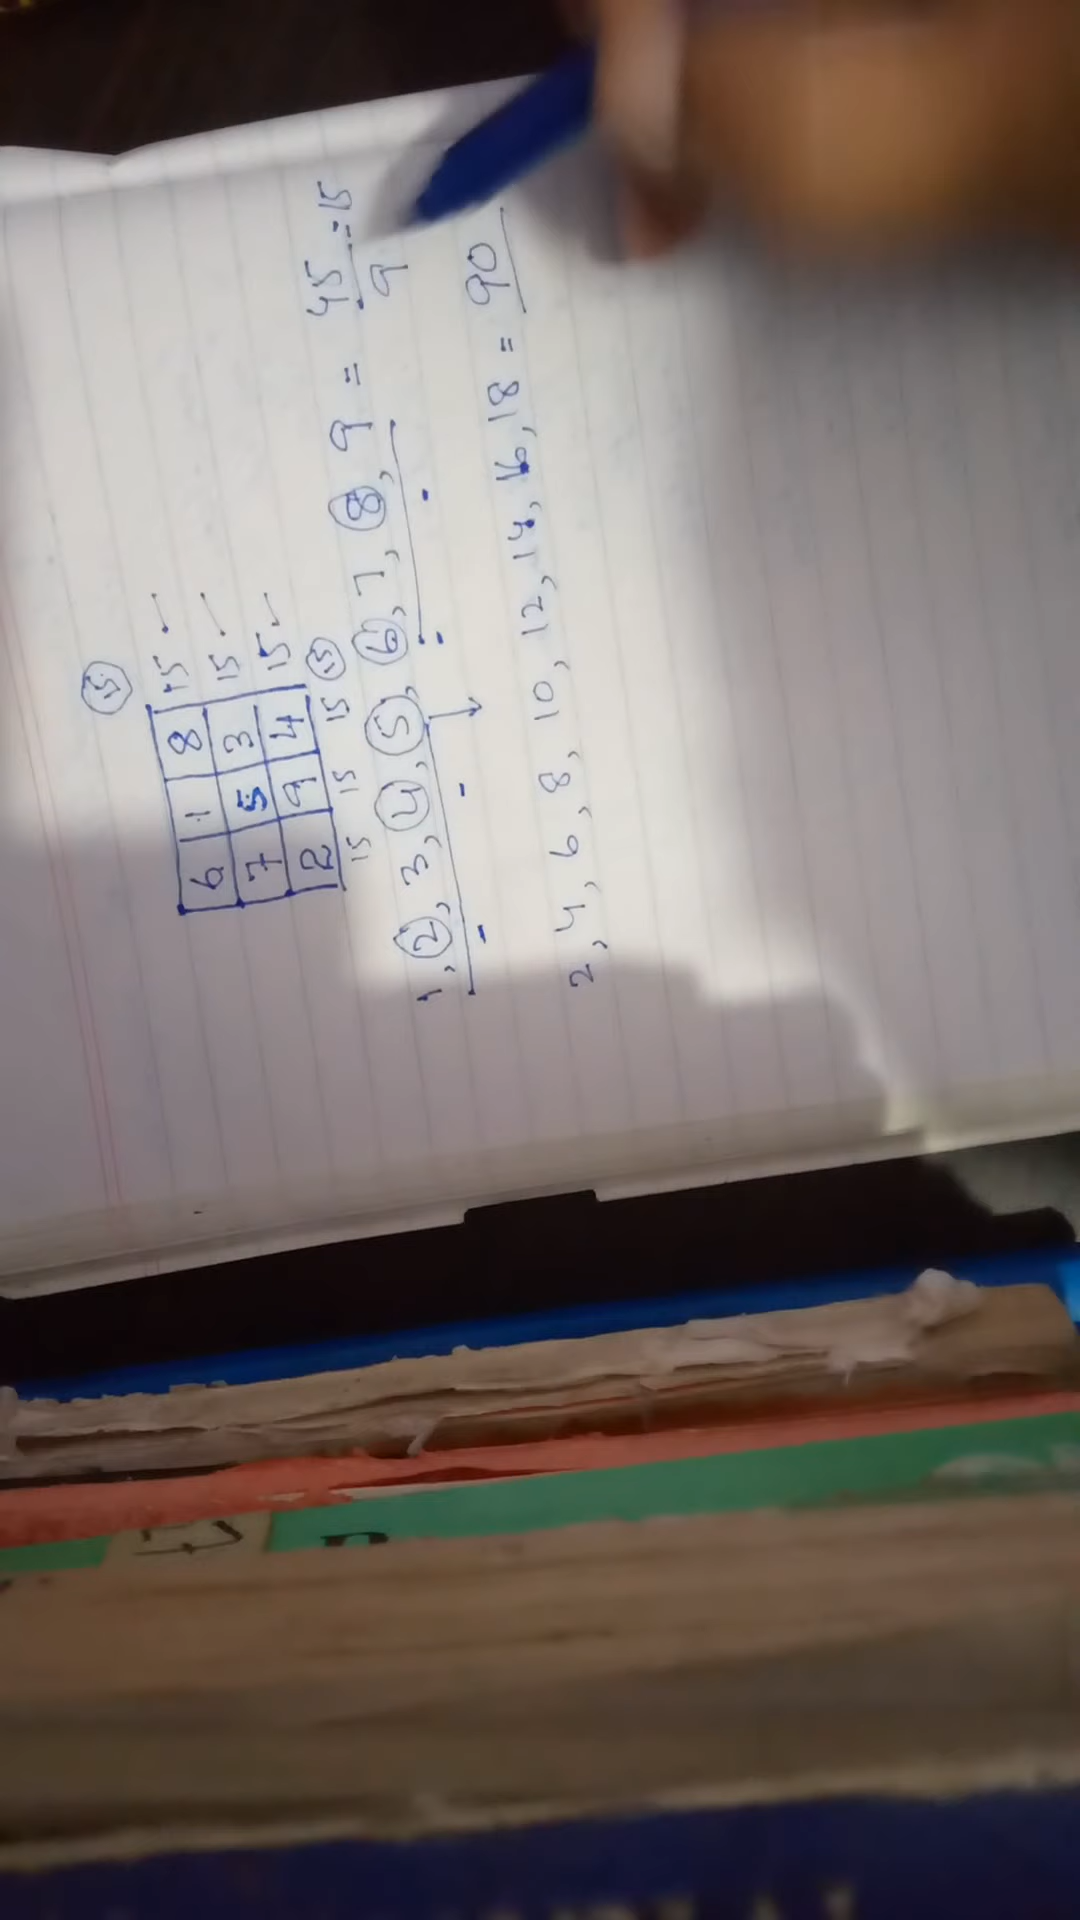 15
6 1 8 15
7 5 3 15
2 9 4 15
15 15 15 15
1, 2, 3, 4, 5, 6, 7, 8, 9 = 45/9 = 15
2, 4, 6, 8, 10, 12, 14, 16, 18 = 90